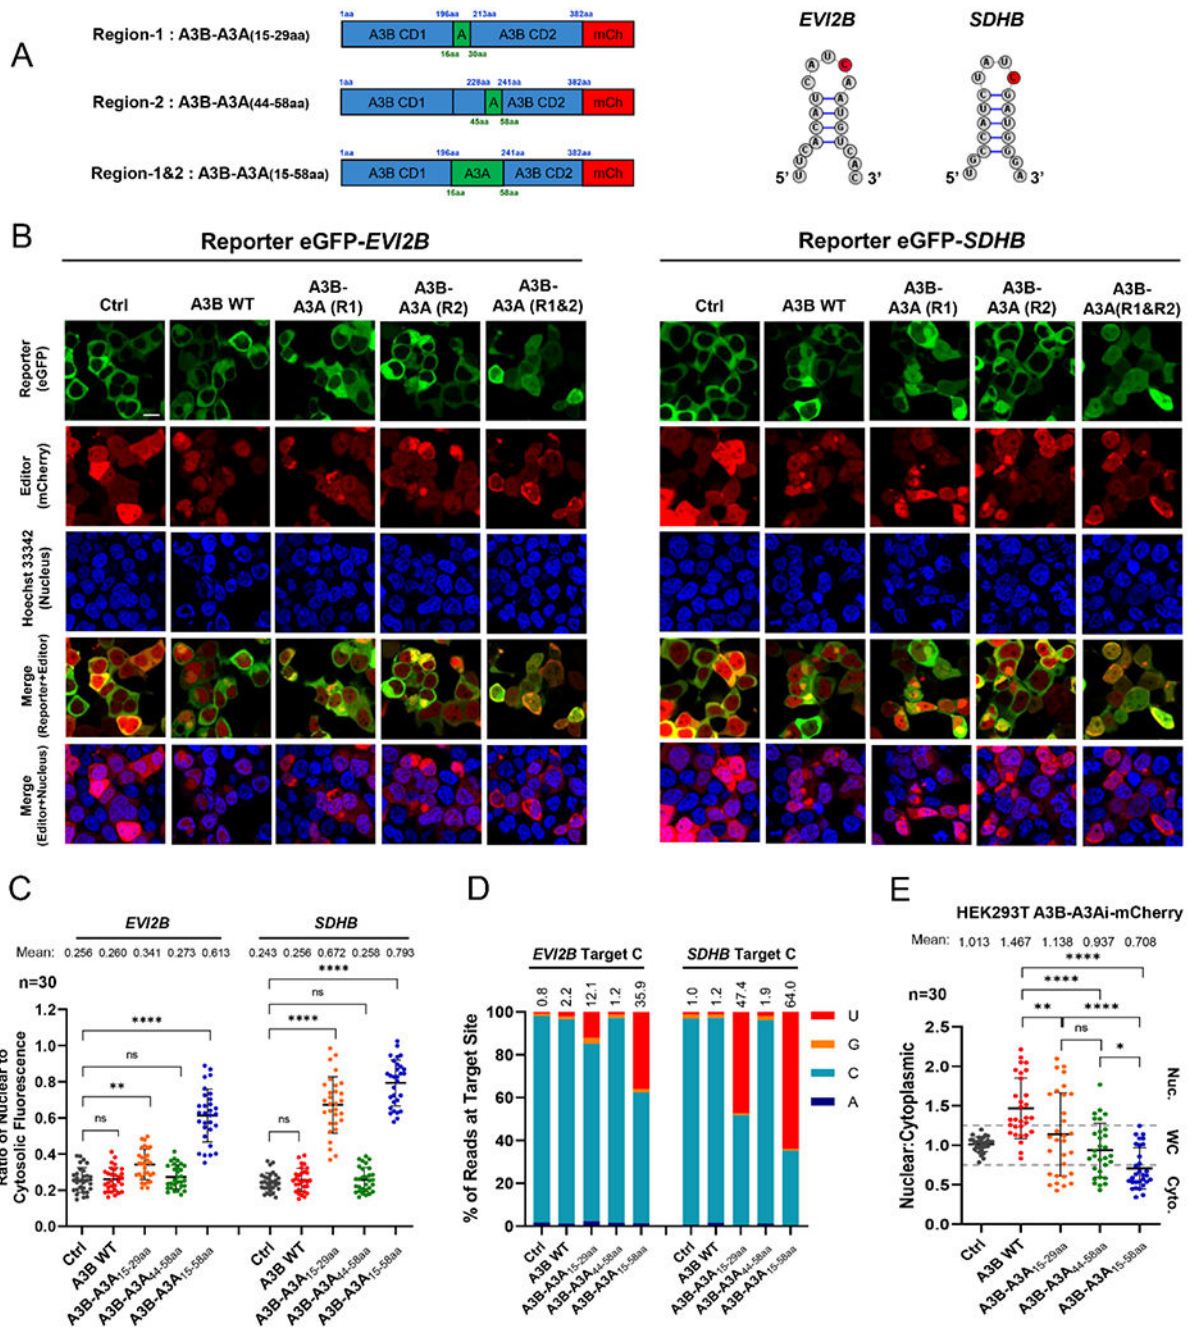 A
Region-1 : A3B-A3A(15-29aa)
1aa 196aa 213aa 382aa
A3B CD1 A A3B CD2 mCh
16aa 30aa
Region-2 : A3B-A3A(44-58aa)
1aa 228aa 241aa 382aa
A3B CD1 A A3B CD2 mCh
45aa 58aa
Region-1&2 : A3B-A3A(15-58aa)
1aa 196aa 241aa 382aa
A3B CD1 A3A A3B CD2 mCh
16aa 58aa
EVI2B SDHB
5' 3' 5' 3'
B
Reporter eGFP-EVI2B
Reporter eGFP-SDHB
Ctrl A3B WT A3B-A3A (R1) A3B-A3A (R2) A3B-A3A (R1&2)
Ctrl A3B WT A3B-A3A (R1) A3B-A3A (R2) A3B-A3A(R1&R2)
Reporter (eGFP)
Editor (mCherry)
Hoechst 33342 (Nucleus)
Merge (Reporter+Editor)
Merge (Editor+Nucleus)
C
EVI2B SDHB
Mean: 0.256 0.260 0.341 0.273 0.613 0.243 0.256 0.672 0.258 0.793
n=30
Ratio of Nuclear to Cytosolic Fluorescence
1.2
1.0
0.8
0.6
0.4
0.2
0.0
****
ns
**
ns
****
ns
****
ns
Ctrl A3B WT A3B-A3A15-29aa A3B-A3A44-58aa A3B-A3A15-58aa
Ctrl A3B WT A3B-A3A15-29aa A3B-A3A44-58aa A3B-A3A15-58aa
D
EVI2B Target C SDHB Target C
0.8 2.2 12.1 1.2 35.9 1.0 1.2 47.4 1.9 64.0
% of Reads at Target Site
100
80
60
40
20
0
U
G
C
A
Ctrl A3B WT A3B-A3A15-29aa A3B-A3A44-58aa A3B-A3A15-58aa
Ctrl A3B WT A3B-A3A15-29aa A3B-A3A44-58aa A3B-A3A15-58aa
E
HEK293T A3B-A3Ai-mCherry
Mean: 1.013 1.467 1.138 0.937 0.708
n=30
****
****
** ****
ns
*
Nuclear:Cytoplasmic
2.5
2.0
1.5
1.0
0.5
0.0
Nuc.
WC
Cyto.
Ctrl A3B WT A3B-A3A15-29aa A3B-A3A44-58aa A3B-A3A15-58aa